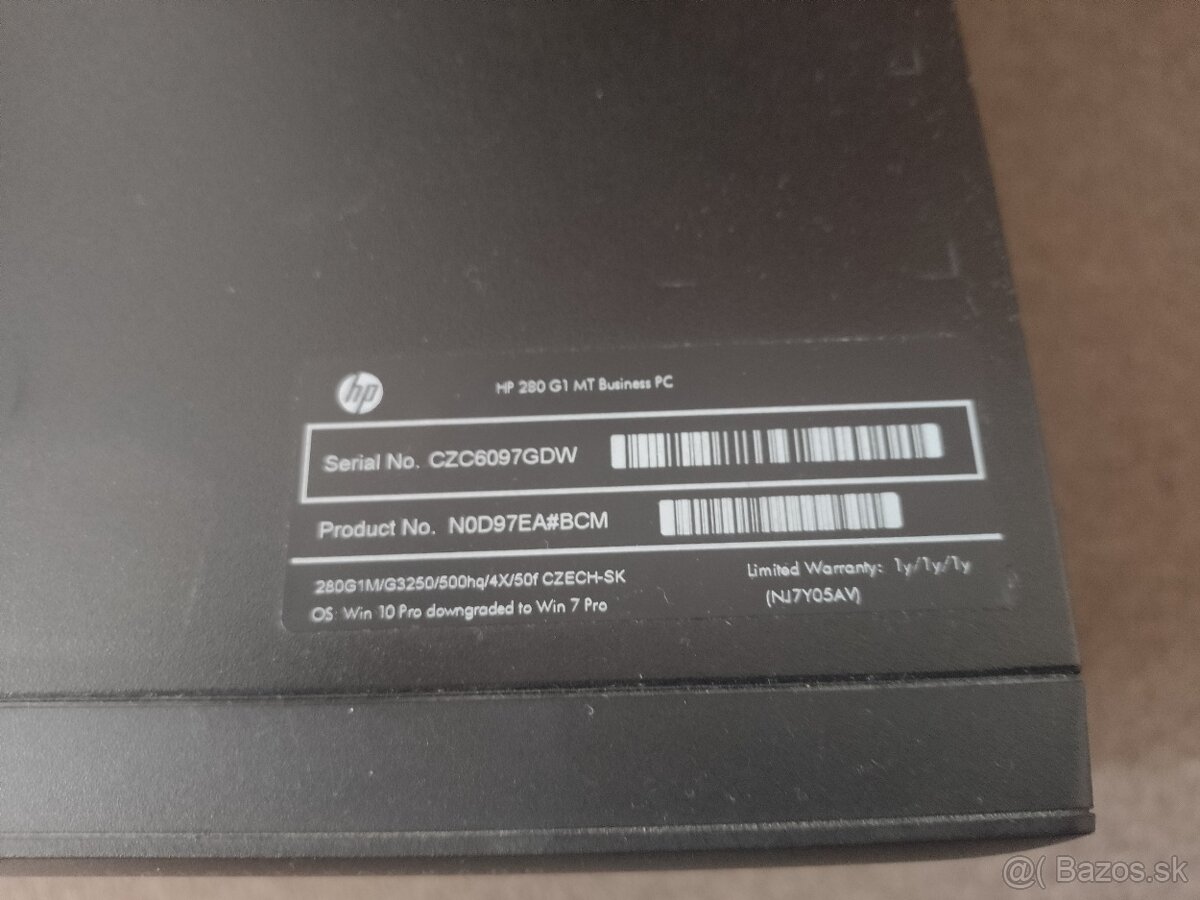 hp
HP 280 G1 MT Business PC
Serial No. CZC6097GDW
Product No. N0D97EA#BCM
280G1M/G3250/500hq/4X/50f CZECH-SK
Limited Warranty: 1y/1y/1y
OS: Win 10 Pro downgraded to Win 7 Pro
(NJ7Y05AV)
@( Bazos.sk